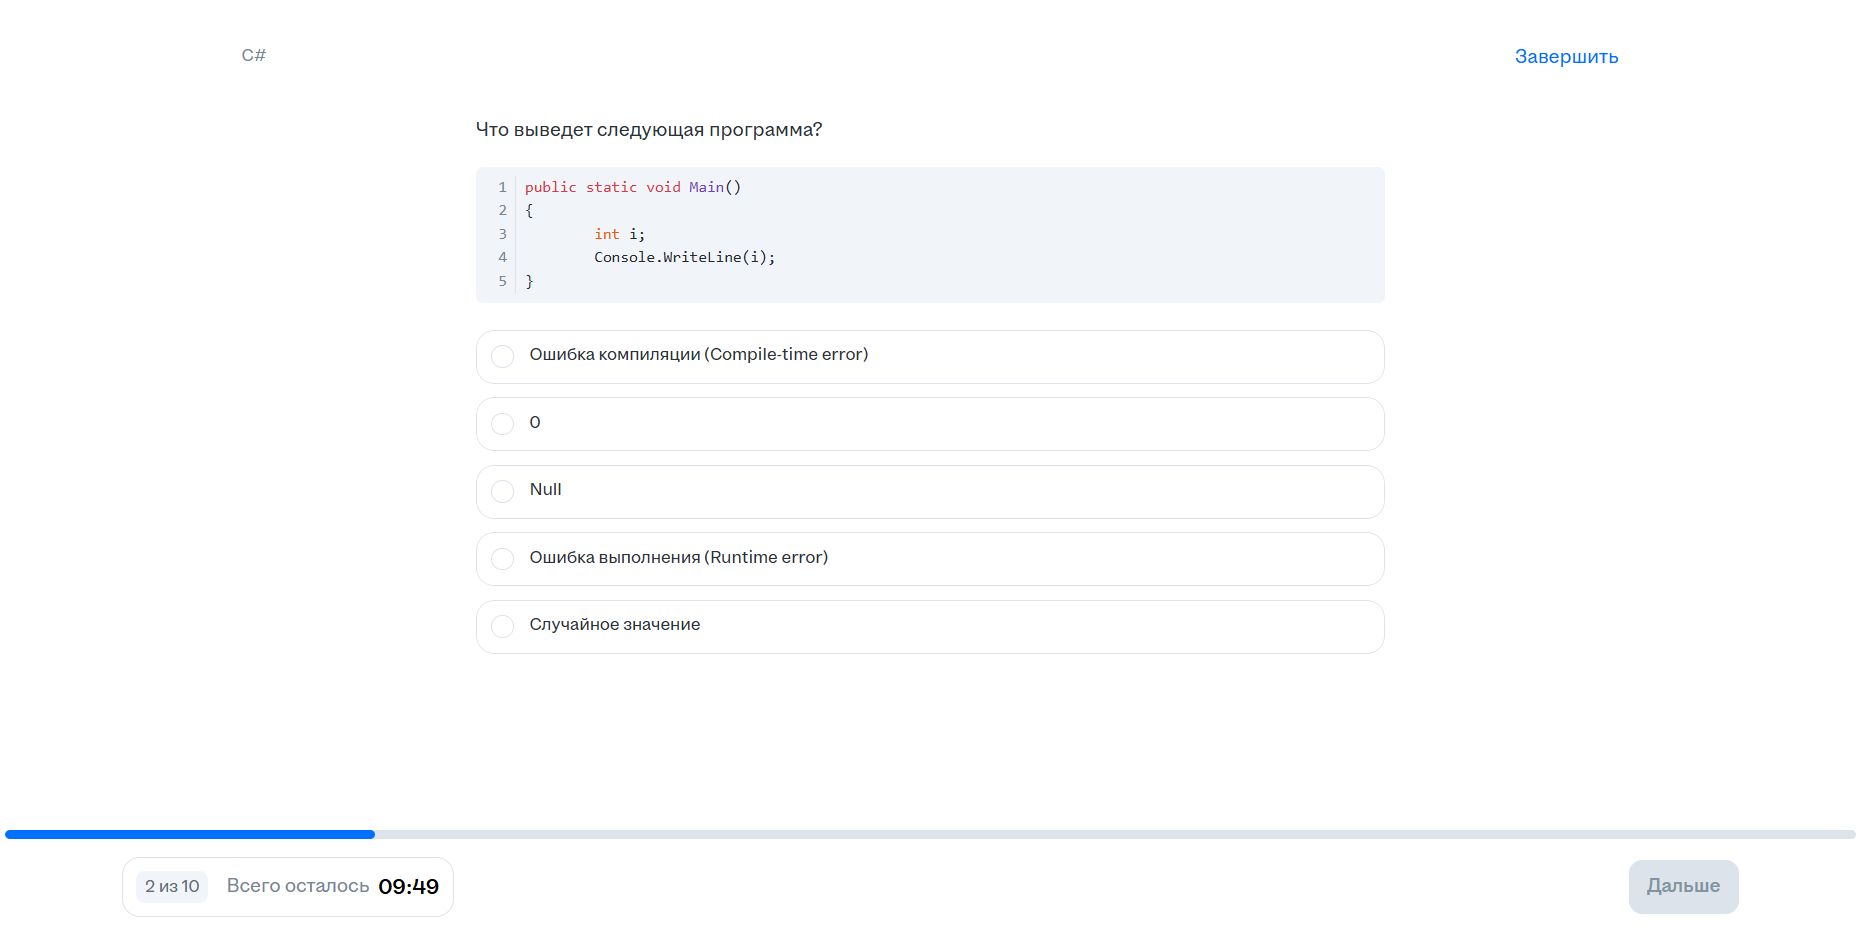 C#
Завершить
Что выведет следующая программа?
1 public static void Main()
2 {
3 int i;
4 Console.WriteLine(i);
5 }
Ошибка компиляции (Compile-time error)
0
Null
Ошибка выполнения (Runtime error)
Случайное значение
2 из 10 Всего осталось 09:49
Дальше